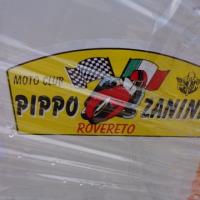 MOTO CLUB
PIPPO ZANINI
ROVERETO